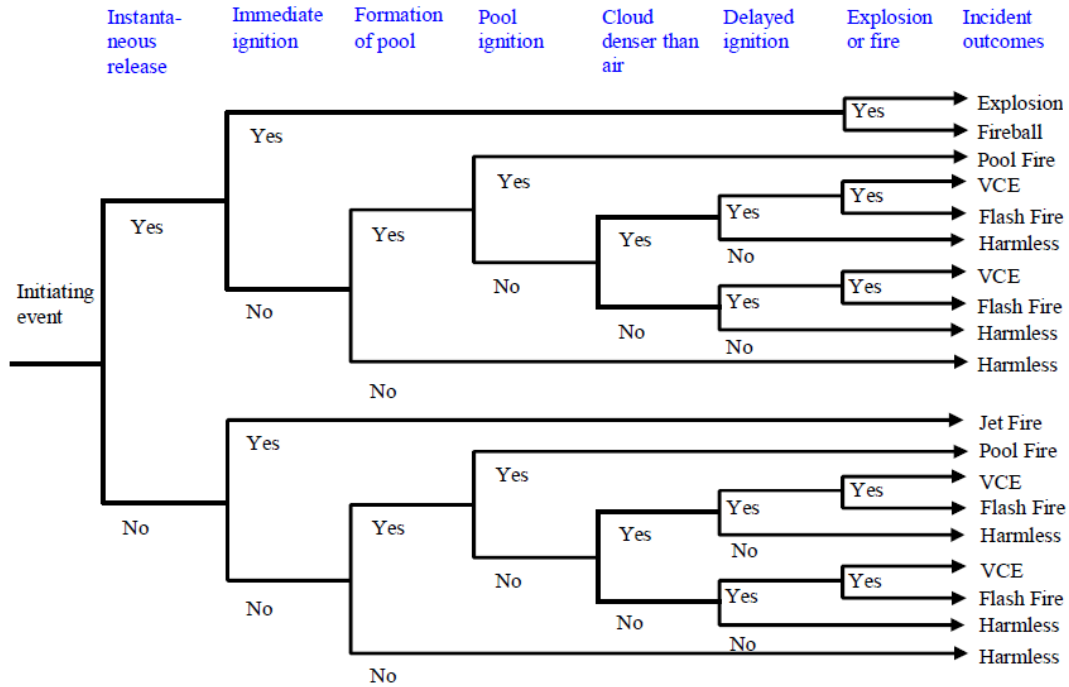 Instanta-
neous
release
Immediate
ignition
Formation
of pool
Pool
ignition
Cloud
denser than
air
Delayed
ignition
Explosion
or fire
Incident
outcomes
Explosion
Yes
Fireball
Yes
Pool Fire
Yes
VCE
Yes
Yes
Flash Fire
Yes
Yes
Yes
Harmless
No
VCE
Initiating
event
No
Yes
Yes
Flash Fire
No
No
Harmless
No
Harmless
No
Jet Fire
Yes
Pool Fire
Yes
VCE
Yes
Yes
Flash Fire
No
Yes
Yes
Harmless
No
VCE
No
Yes
Yes
Flash Fire
No
No
Harmless
No
Harmless
No